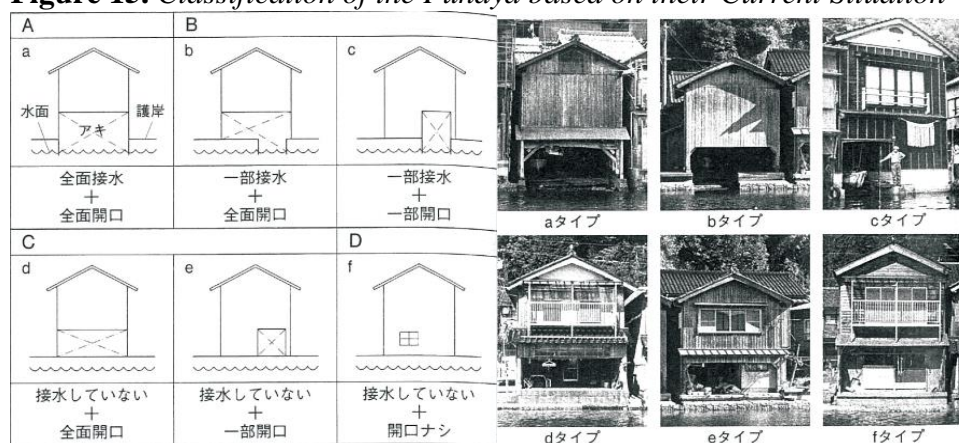 Figure 15. Classification of the Funaya based on their Current Situation
A
B
a
b
c
水面
護岸
アキ
全面接水
+
全面開口
一部接水
+
全面開口
一部接水
+
一部開口
C
D
d
e
f
接水していない
+
全面開口
接水していない
+
一部開口
接水していない
+
開口ナシ
aタイプ
bタイプ
cタイプ
dタイプ
eタイプ
fタイプ